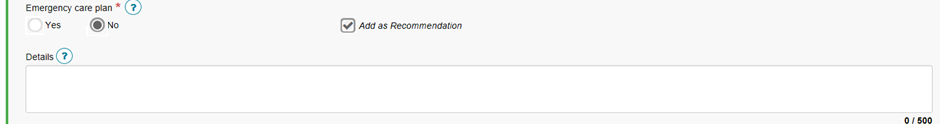 Emergency care plan * ?
Yes No Add as Recommendation
Details ?
0 / 500